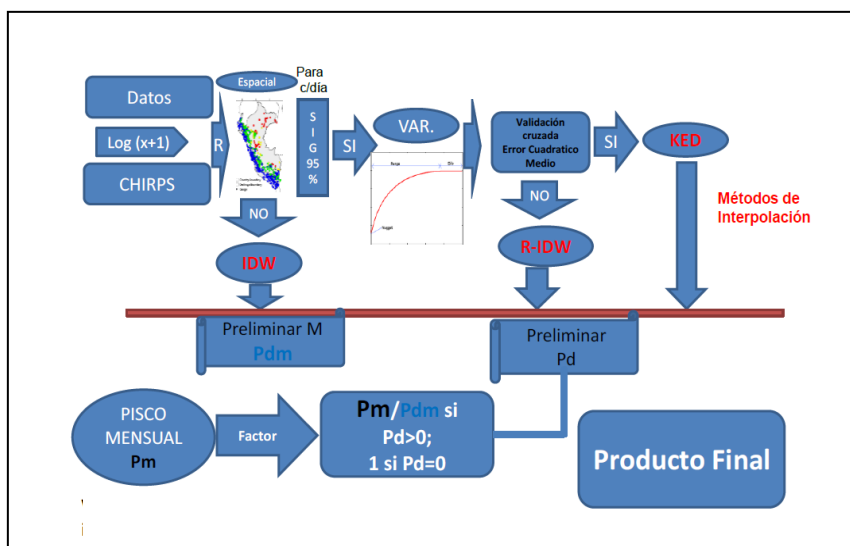 Datos
Log (x+1)
CHIRPS
R
Espacial
Para
c/día
S
I
G
95
%
SI
VAR.
Validación
cruzada
Error Cuadratico
Medio
SI
KED
NO
IDW
NO
R-IDW
Métodos de
Interpolación
Preliminar M
Pdm
Preliminar
Pd
PISCO
MENSUAL
Pm
Factor
Pm/Pdm si
Pd>0;
1 si Pd=0
Producto Final